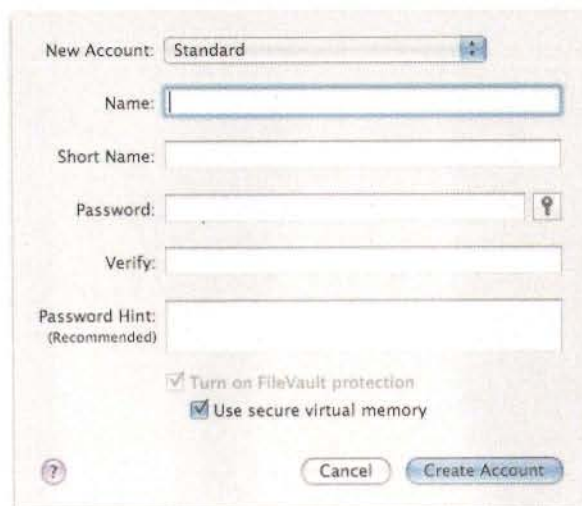 New Account: Standard
Name:
Short Name:
Password:
Verify:
Password Hint:
(Recommended)
Turn on FileVault protection
Use secure virtual memory
?
Cancel Create Account